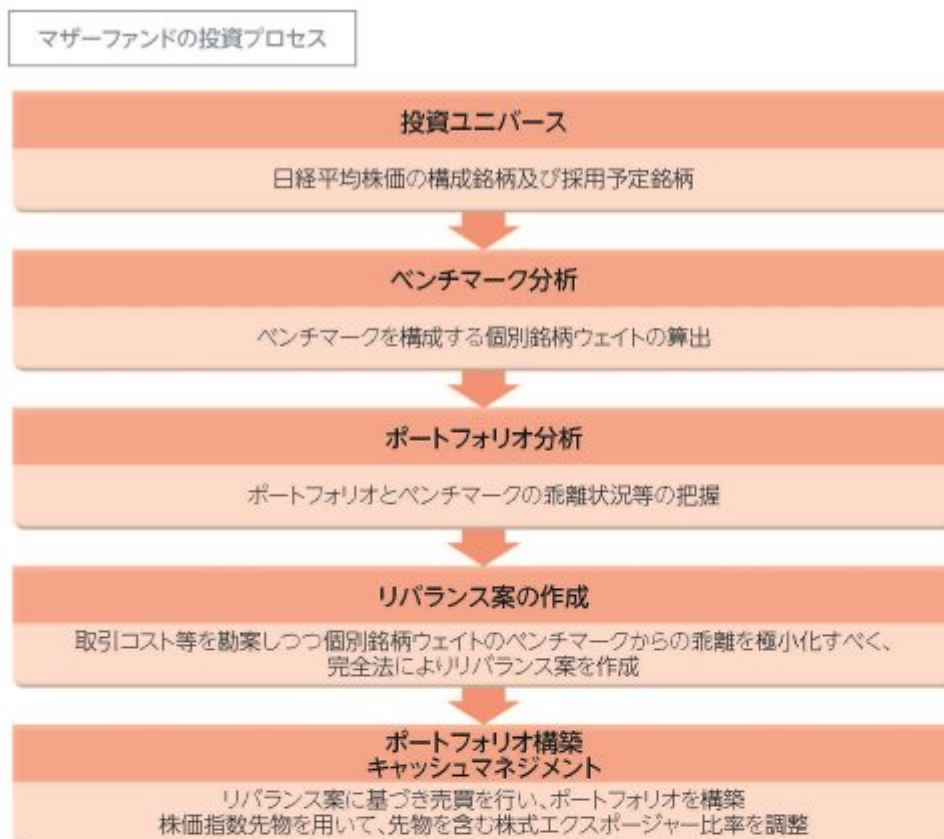 マザーファンドの投資プロセス
投資ユニバース
日経平均株価の構成銘柄及び採用予定銘柄
ベンチマーク分析
ベンチマークを構成する個別銘柄ウェイトの算出
ポートフォリオ分析
ポートフォリオとベンチマークの乖離状況等の把握
リバランス案の作成
取引コスト等を勘案しつつ個別銘柄ウェイトのベンチマークからの乖離を極小化すべく、
完全法によりリバランス案を作成
ポートフォリオ構築
キャッシュマネジメント
リバランス案に基づき売買を行い、ポートフォリオを構築
株価指数先物を用いて、先物を含む株式エクスポージャー比率を調整